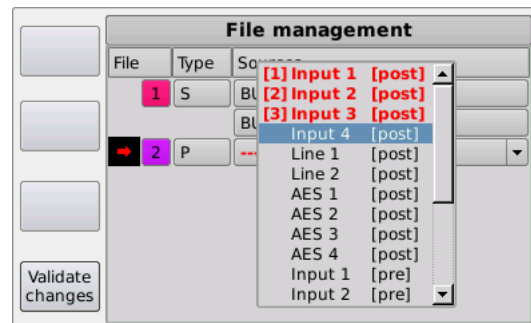 File management
File Type Sources
1 S BU
BU
2 P ---
[1] Input 1 [post]
[2] Input 2 [post]
[3] Input 3 [post]
Input 4 [post]
Line 1 [post]
Line 2 [post]
AES 1 [post]
AES 2 [post]
AES 3 [post]
AES 4 [post]
Input 1 [pre]
Input 2 [pre]
Validate
changes